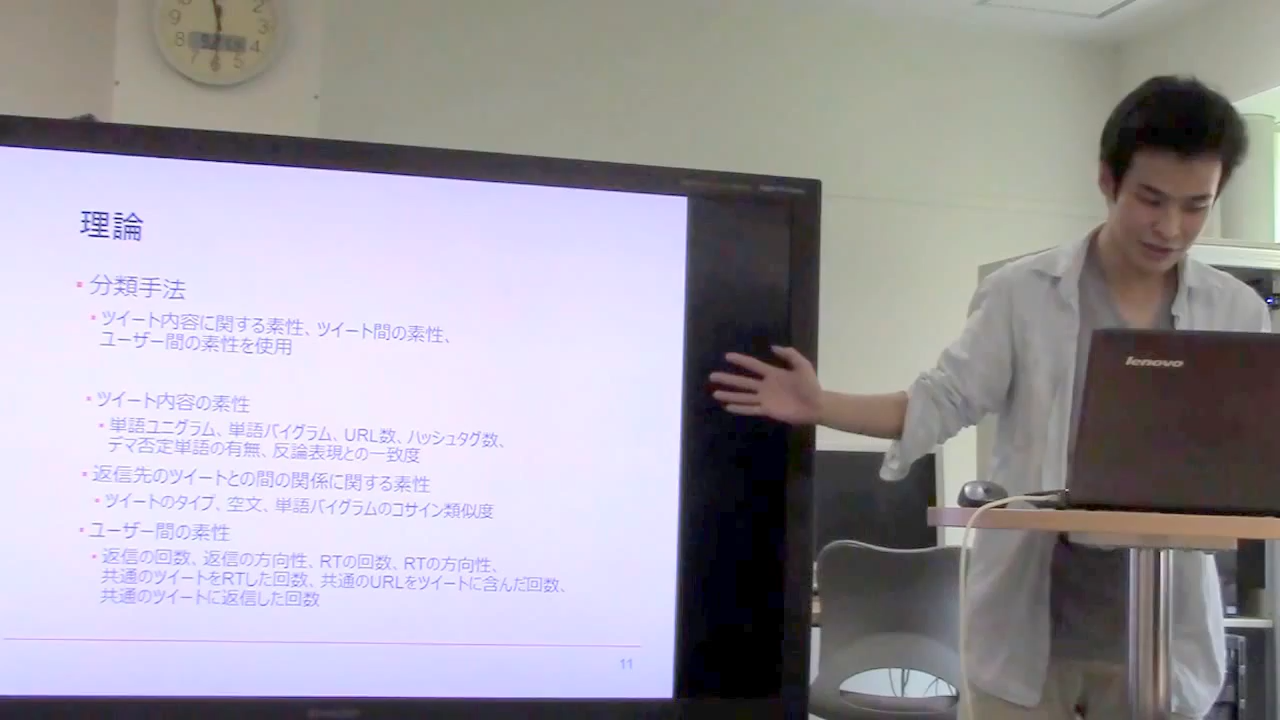 2
3
8
4
7
6
5
理論
分類手法
ツイート内容に関する素性、ツイート間の素性、
ユーザー間の素性を使用
ツイート内容の素性
単語ユニグラム、単語バイグラム、URL数、ハッシュタグ数、
デマ否定単語の有無、反論表現との一致度
返信先のツイートとの間の関係に関する素性
ツイートのタイプ、空文、単語バイグラムのコサイン類似度
ユーザー間の素性
返信の回数、返信の方向性、RTの回数、RTの方向性、
共通のツイートをRTした回数、共通のURLをツイートに含んだ回数、
共通のツイートに返信した回数
11
lenovo